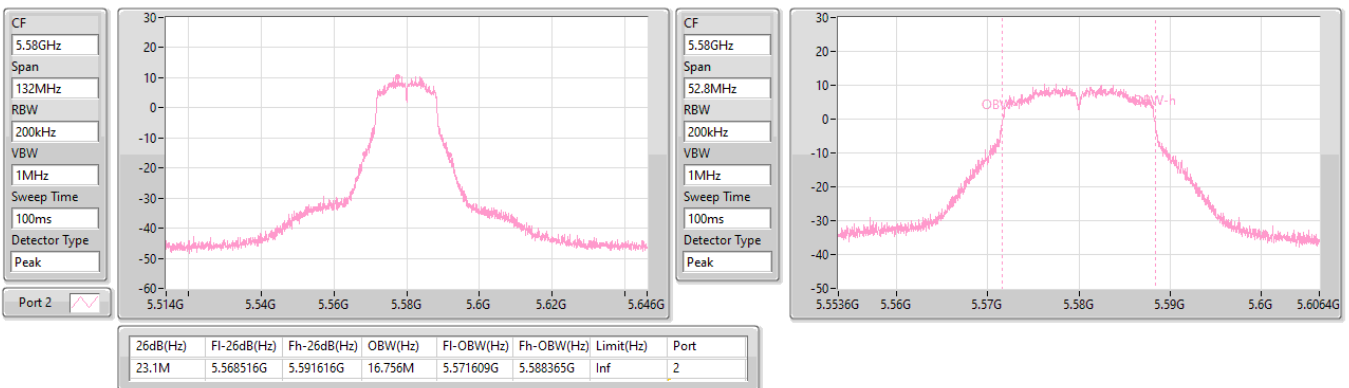 CF
5.58GHz
Span
132MHz
RBW
200kHz
VBW
1MHz
Sweep Time
100ms
Detector Type
Peak
Port 2
30
20
10
0
-10
-20
-30
-40
-50
-60
5.514G 5.54G 5.56G 5.58G 5.6G 5.62G 5.646G
CF
5.58GHz
Span
52.8MHz
RBW
200kHz
VBW
1MHz
Sweep Time
100ms
Detector Type
Peak
30
20
10
0
-10
-20
-30
-40
-50
5.5536G 5.56G 5.57G 5.58G 5.59G 5.6G 5.6064G
26dB(Hz) Fl-26dB(Hz) Fh-26dB(Hz) OBW(Hz) Fl-OBW(Hz) Fh-OBW(Hz) Limit(Hz) Port
23.1M 5.568516G 5.591616G 16.756M 5.571609G 5.588365G Inf 2